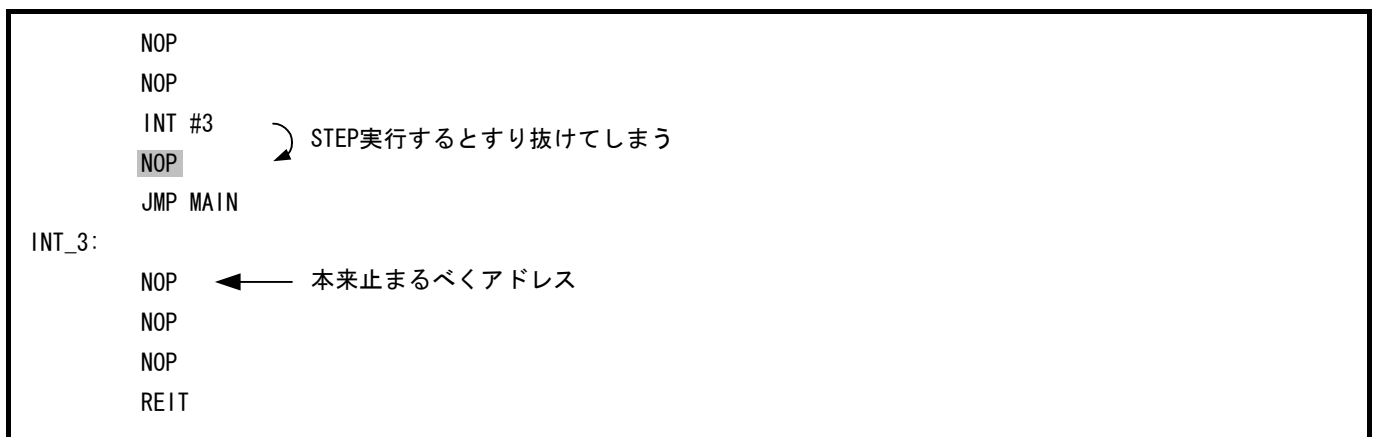 NOP
NOP
INT #3
STEP実行するとすり抜けてしまう
NOP
JMP MAIN
INT_3:
NOP
本来止まるべくアドレス
NOP
NOP
REIT